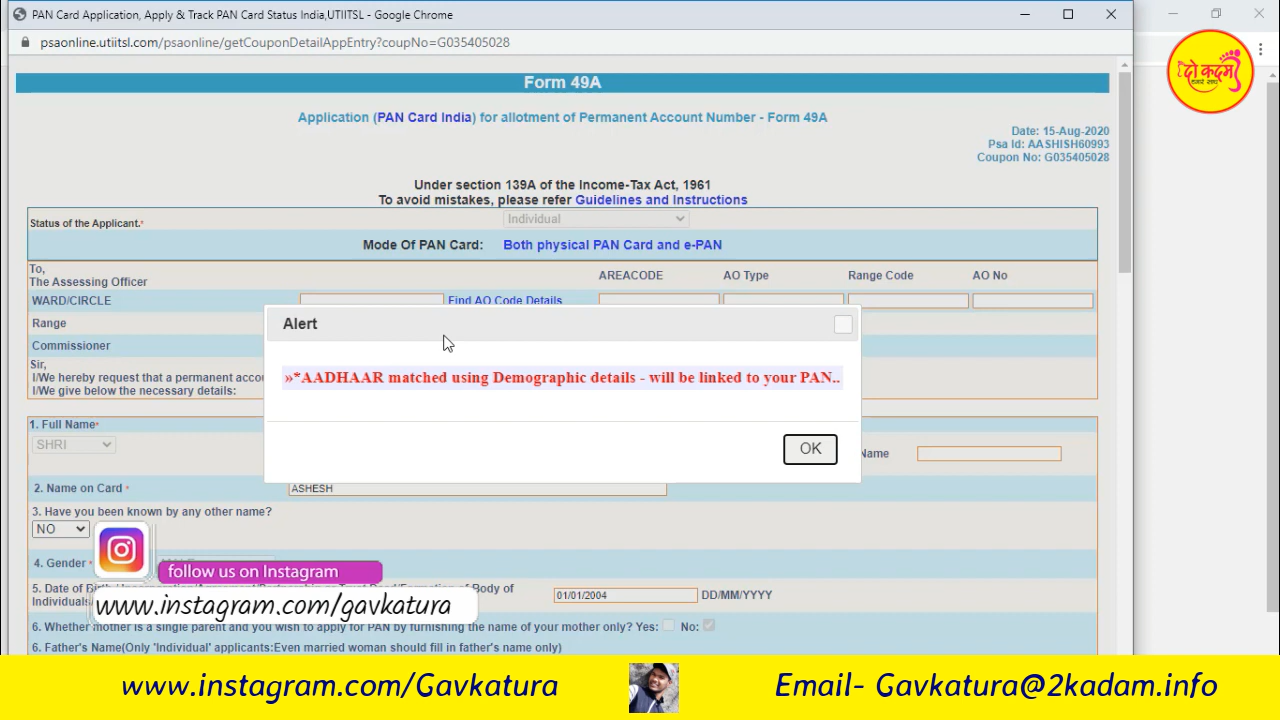 PAN Card Application, Apply & Track PAN Card Status India,UTIITSL - Google Chrome
psaonline.utiitsl.com/psaonline/getCouponDetailAppEntry?coupNo=G035405028
दो कदम
हमारे साथ
Form 49A
Application (PAN Card India) for allotment of Permanent Account Number - Form 49A
Date: 15-Aug-2020
Psa Id: AASHISH60993
Coupon No: G035405028
Under section 139A of the Income-Tax Act, 1961
To avoid mistakes, please refer Guidelines and Instructions
Status of the Applicant.* Individual
Mode Of PAN Card: Both physical PAN Card and e-PAN
To,
The Assessing Officer AREACODE AO Type Range Code AO No
WARD/CIRCLE Find AO Code Details
Range
Commissioner
Sir,
I/We hereby request that a permanent
I/We give below the necessary details:
Alert
»*AADHAAR matched using Demographic details - will be linked to your PAN..
OK
1. Full Name*
SHRI Name
2. Name on Card * ASHESH
3. Have you been known by any other name?
NO
4. Gender *
5. Date of Body of
Individuals 01/01/2004 DD/MM/YYYY
6. Whether mother is a single parent and you wish to apply for PAN by furnishing the name of your mother only? Yes: No:
6. Father's Name(Only 'Individual' applicants:Even married woman should fill in father's name only)
follow us on Instagram
www.instagram.com/gavkatura
www.instagram.com/Gavkatura Email- Gavkatura@2kadam.info